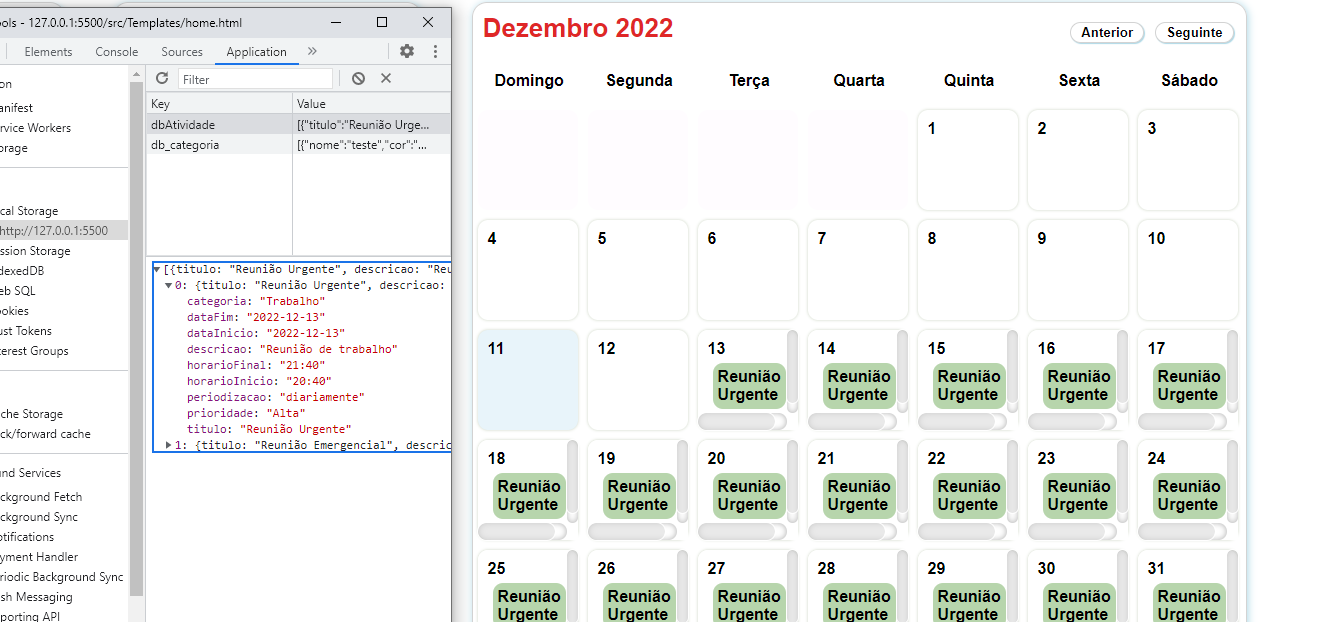 ols - 127.0.0.1:5500/src/Templates/home.html
Elements Console Sources Application
Filter
Key Value
dbAtividade [{"titulo":"Reunião Urge...
db_categoria [{"nome":"teste","cor":"...
on
anifest
rvice Workers
orage
cal Storage
http://127.0.0.1:5500
ssion Storage
dexedDB
eb SQL
okies
ust Tokens
terest Groups
che Storage
ck/forward cache
und Services
ckground Fetch
ckground Sync
otifications
yment Handler
riodic Background Sync
sh Messaging
porting API
[{titulo: "Reunião Urgente", descricao: "Reu
0: {titulo: "Reunião Urgente", descricao:
categoria: "Trabalho"
dataFim: "2022-12-13"
dataInicio: "2022-12-13"
descricao: "Reunião de trabalho"
horarioFinal: "21:40"
horarioInicio: "20:40"
periodizacao: "diariamente"
prioridade: "Alta"
titulo: "Reunião Urgente"
1: {titulo: "Reunião Emergencial", descric
Dezembro 2022
Anterior Seguinte
Domingo Segunda Terça Quarta Quinta Sexta Sábado
1 2 3
4 5 6 7 8 9 10
11 12 13 14 15 16 17
Reunião Reunião Reunião Reunião Reunião
Urgente Urgente Urgente Urgente Urgente
18 19 20 21 22 23 24
Reunião Reunião Reunião Reunião Reunião Reunião Reunião
Urgente Urgente Urgente Urgente Urgente Urgente Urgente
25 26 27 28 29 30 31
Reunião Reunião Reunião Reunião Reunião Reunião Reunião
Urgente Urgente Urgente Urgente Urgente Urgente Urgente